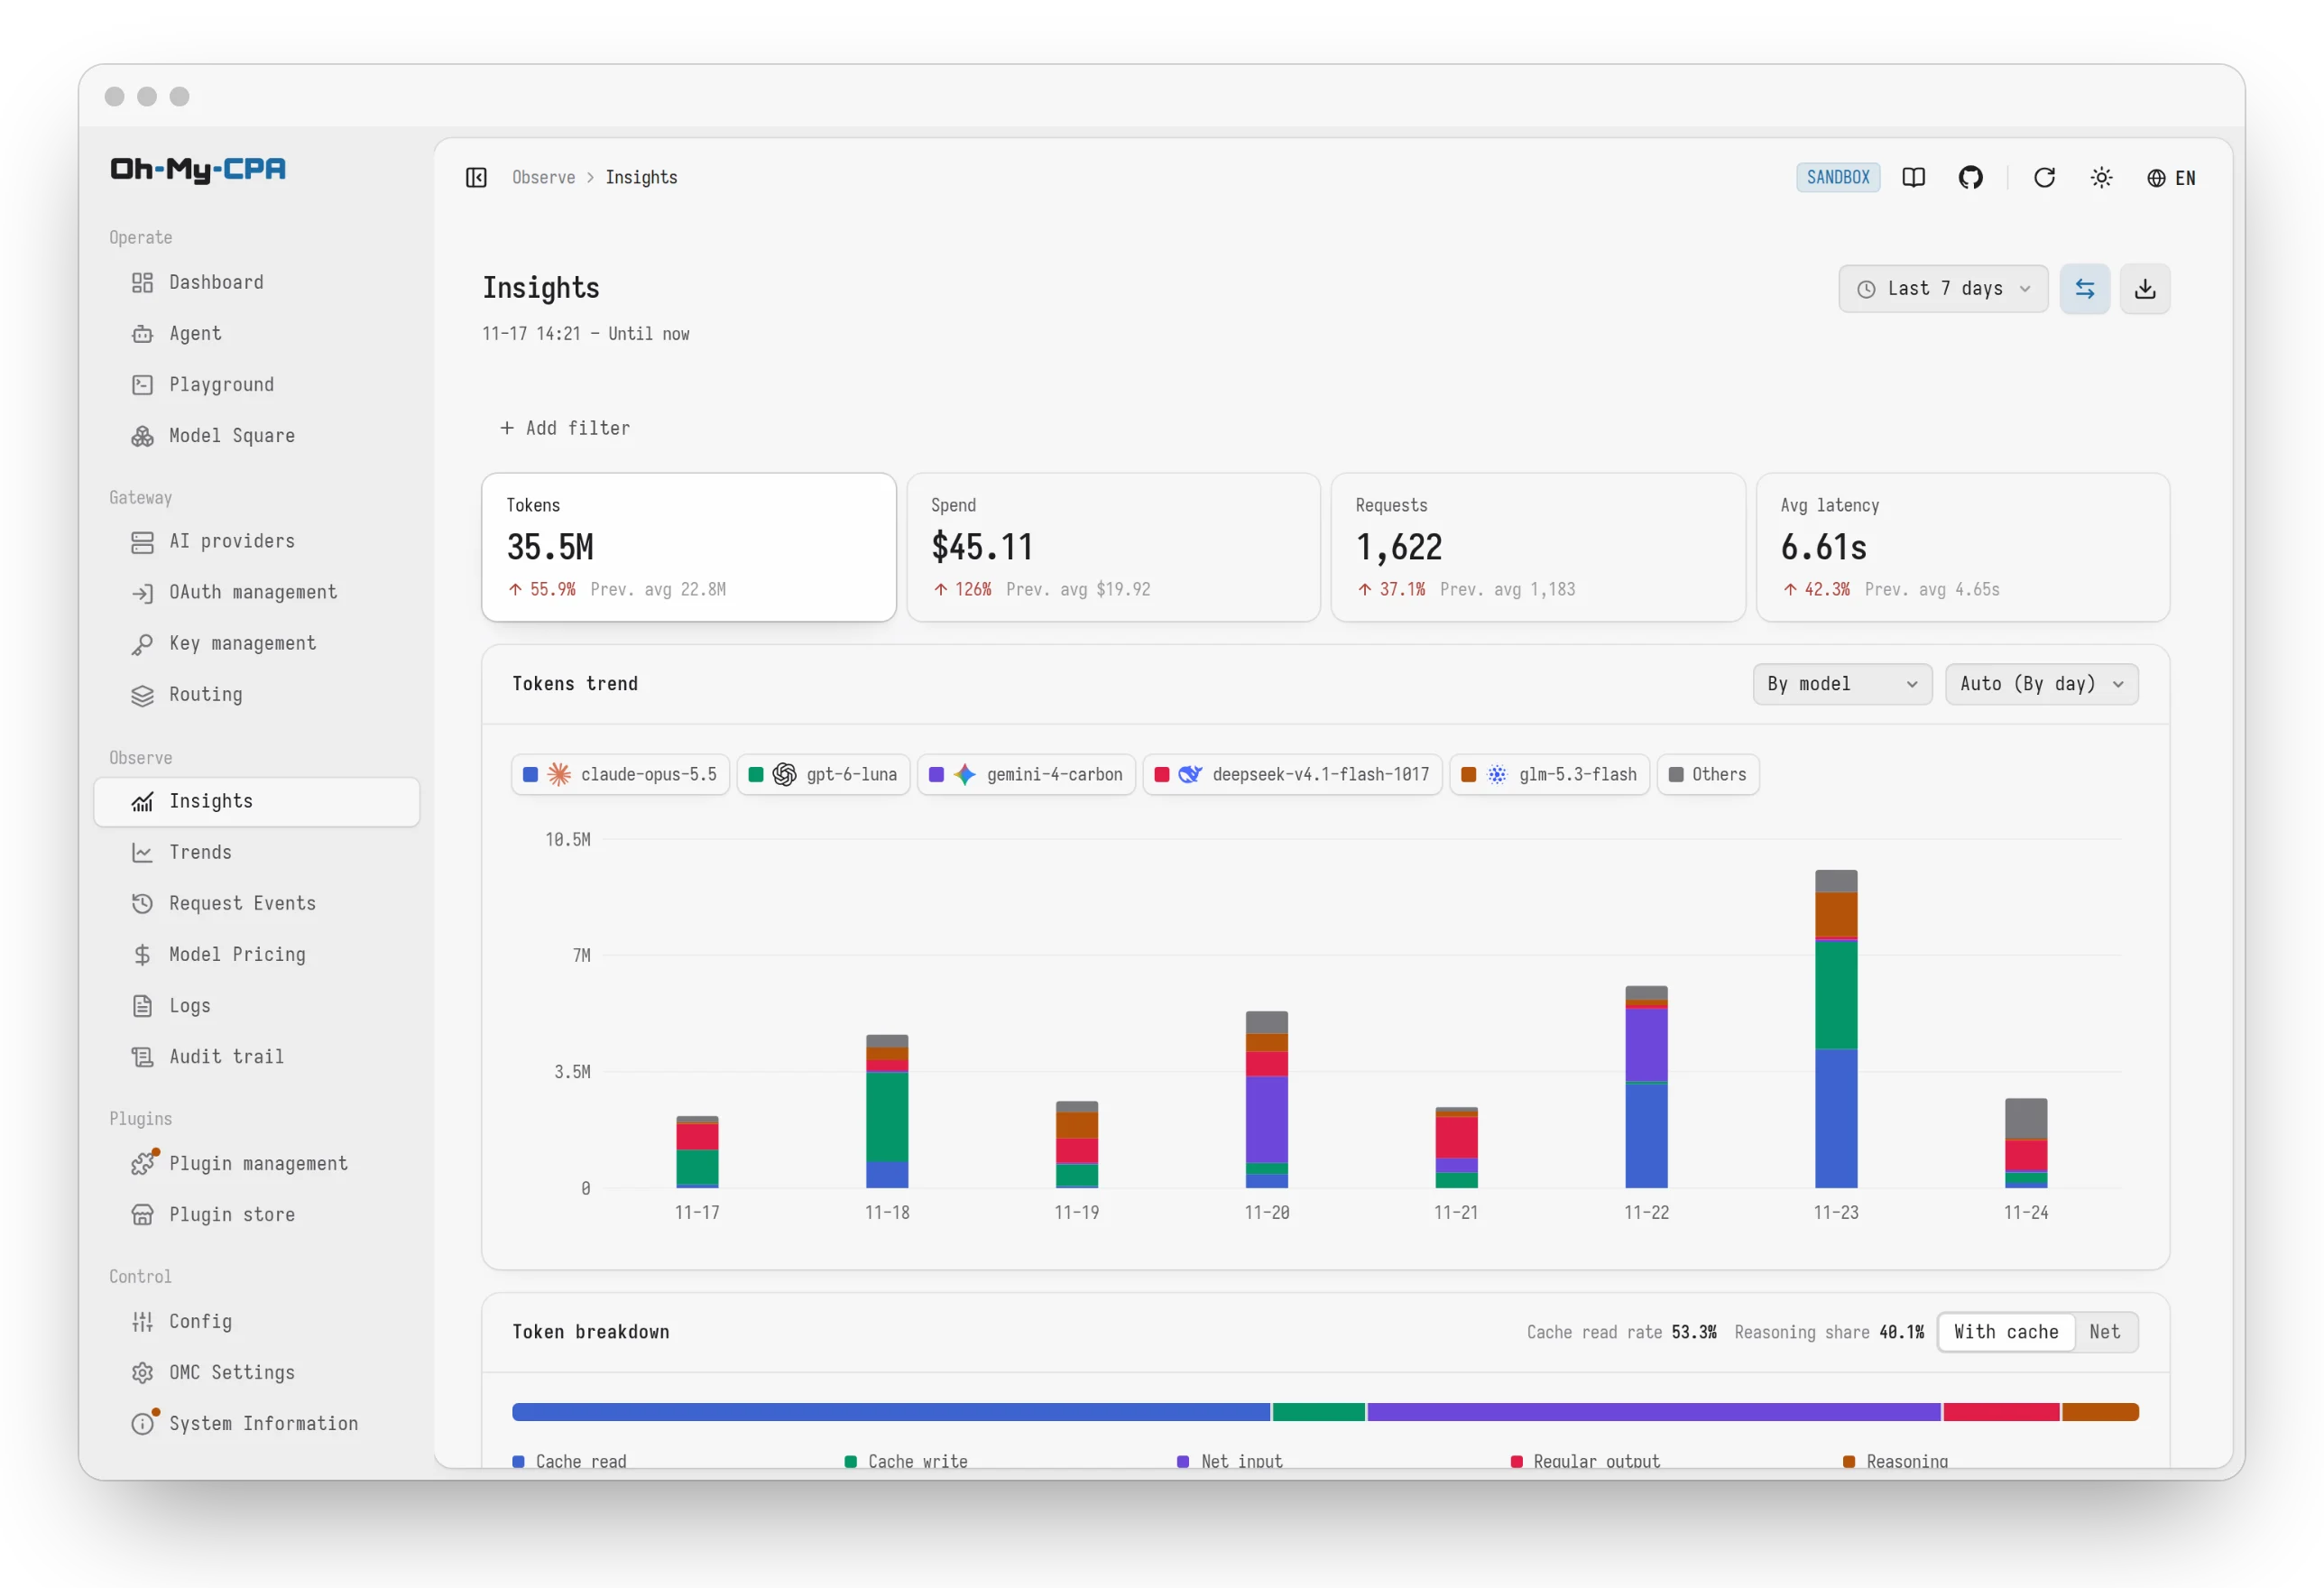 Oh-My-CPA
Operate
Dashboard
Agent
Playground
Model Square
Gateway
AI providers
OAuth management
Key management
Routing
Observe
Insights
Trends
Request Events
Model Pricing
Logs
Audit trail
Plugins
Plugin management
Plugin store
Control
Config
OMC Settings
System Information
Observe > Insights
SANDBOX
EN
Insights
11-17 14:21 – Until now
Last 7 days
+ Add filter
Tokens
35.5M
↑ 55.9% Prev. avg 22.8M
Spend
$45.11
↑ 126% Prev. avg $19.92
Requests
1,622
↑ 37.1% Prev. avg 1,183
Avg latency
6.61s
↑ 42.3% Prev. avg 4.65s
Tokens trend
By model
Auto (By day)
claude-opus-5.5
gpt-6-luna
gemini-4-carbon
deepseek-v4.1-flash-1017
glm-5.3-flash
Others
10.5M
7M
3.5M
0
11-17
11-18
11-19
11-20
11-21
11-22
11-23
11-24
Token breakdown
Cache read rate 53.3% Reasoning share 40.1%
With cache
Net
Cache read
Cache write
Net input
Regular output
Reasoning